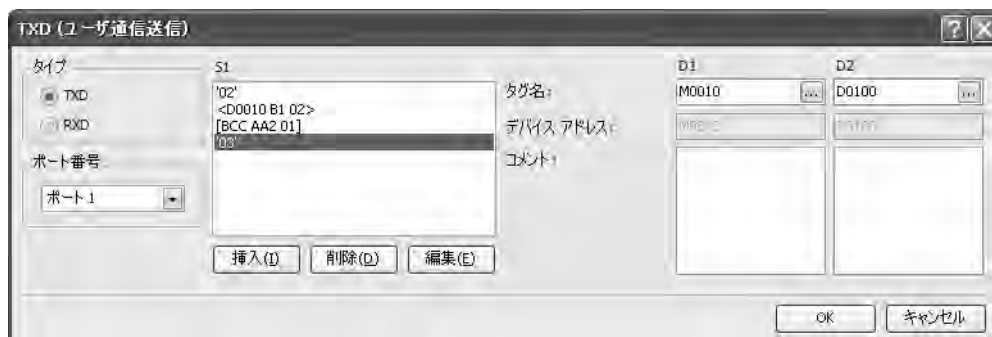 TXD (ユーザ通信送信)
タイプ
TXD
RXD
ポート番号
ポート 1
S1
'02'
<D0010 B1 02>
[BCC AA2 01]
'03'
挿入(I)
削除(D)
編集(E)
D1
D2
タグ名:
M0010
...
D0100
...
デバイス アドレス:
M0010
D0100
コメント:
OK
キャンセル